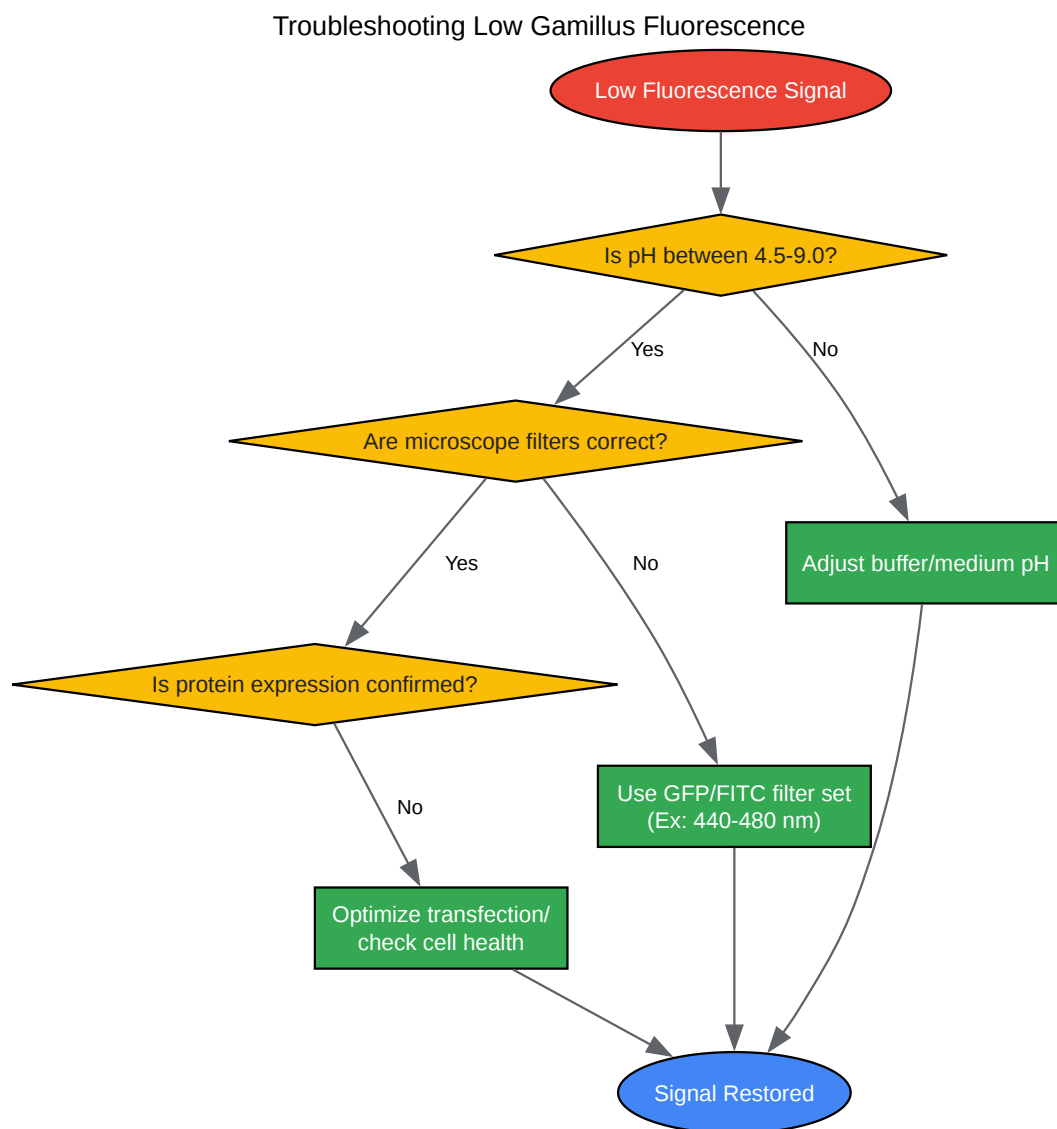 Troubleshooting Low Gamillus Fluorescence
Low Fluorescence Signal
Is pH between 4.5-9.0?
Yes
No
Are microscope filters correct?
Yes
No
Adjust buffer/medium pH
Is protein expression confirmed?
No
Use GFP/FITC filter set
(Ex: 440-480 nm)
Optimize transfection/
check cell health
Signal Restored